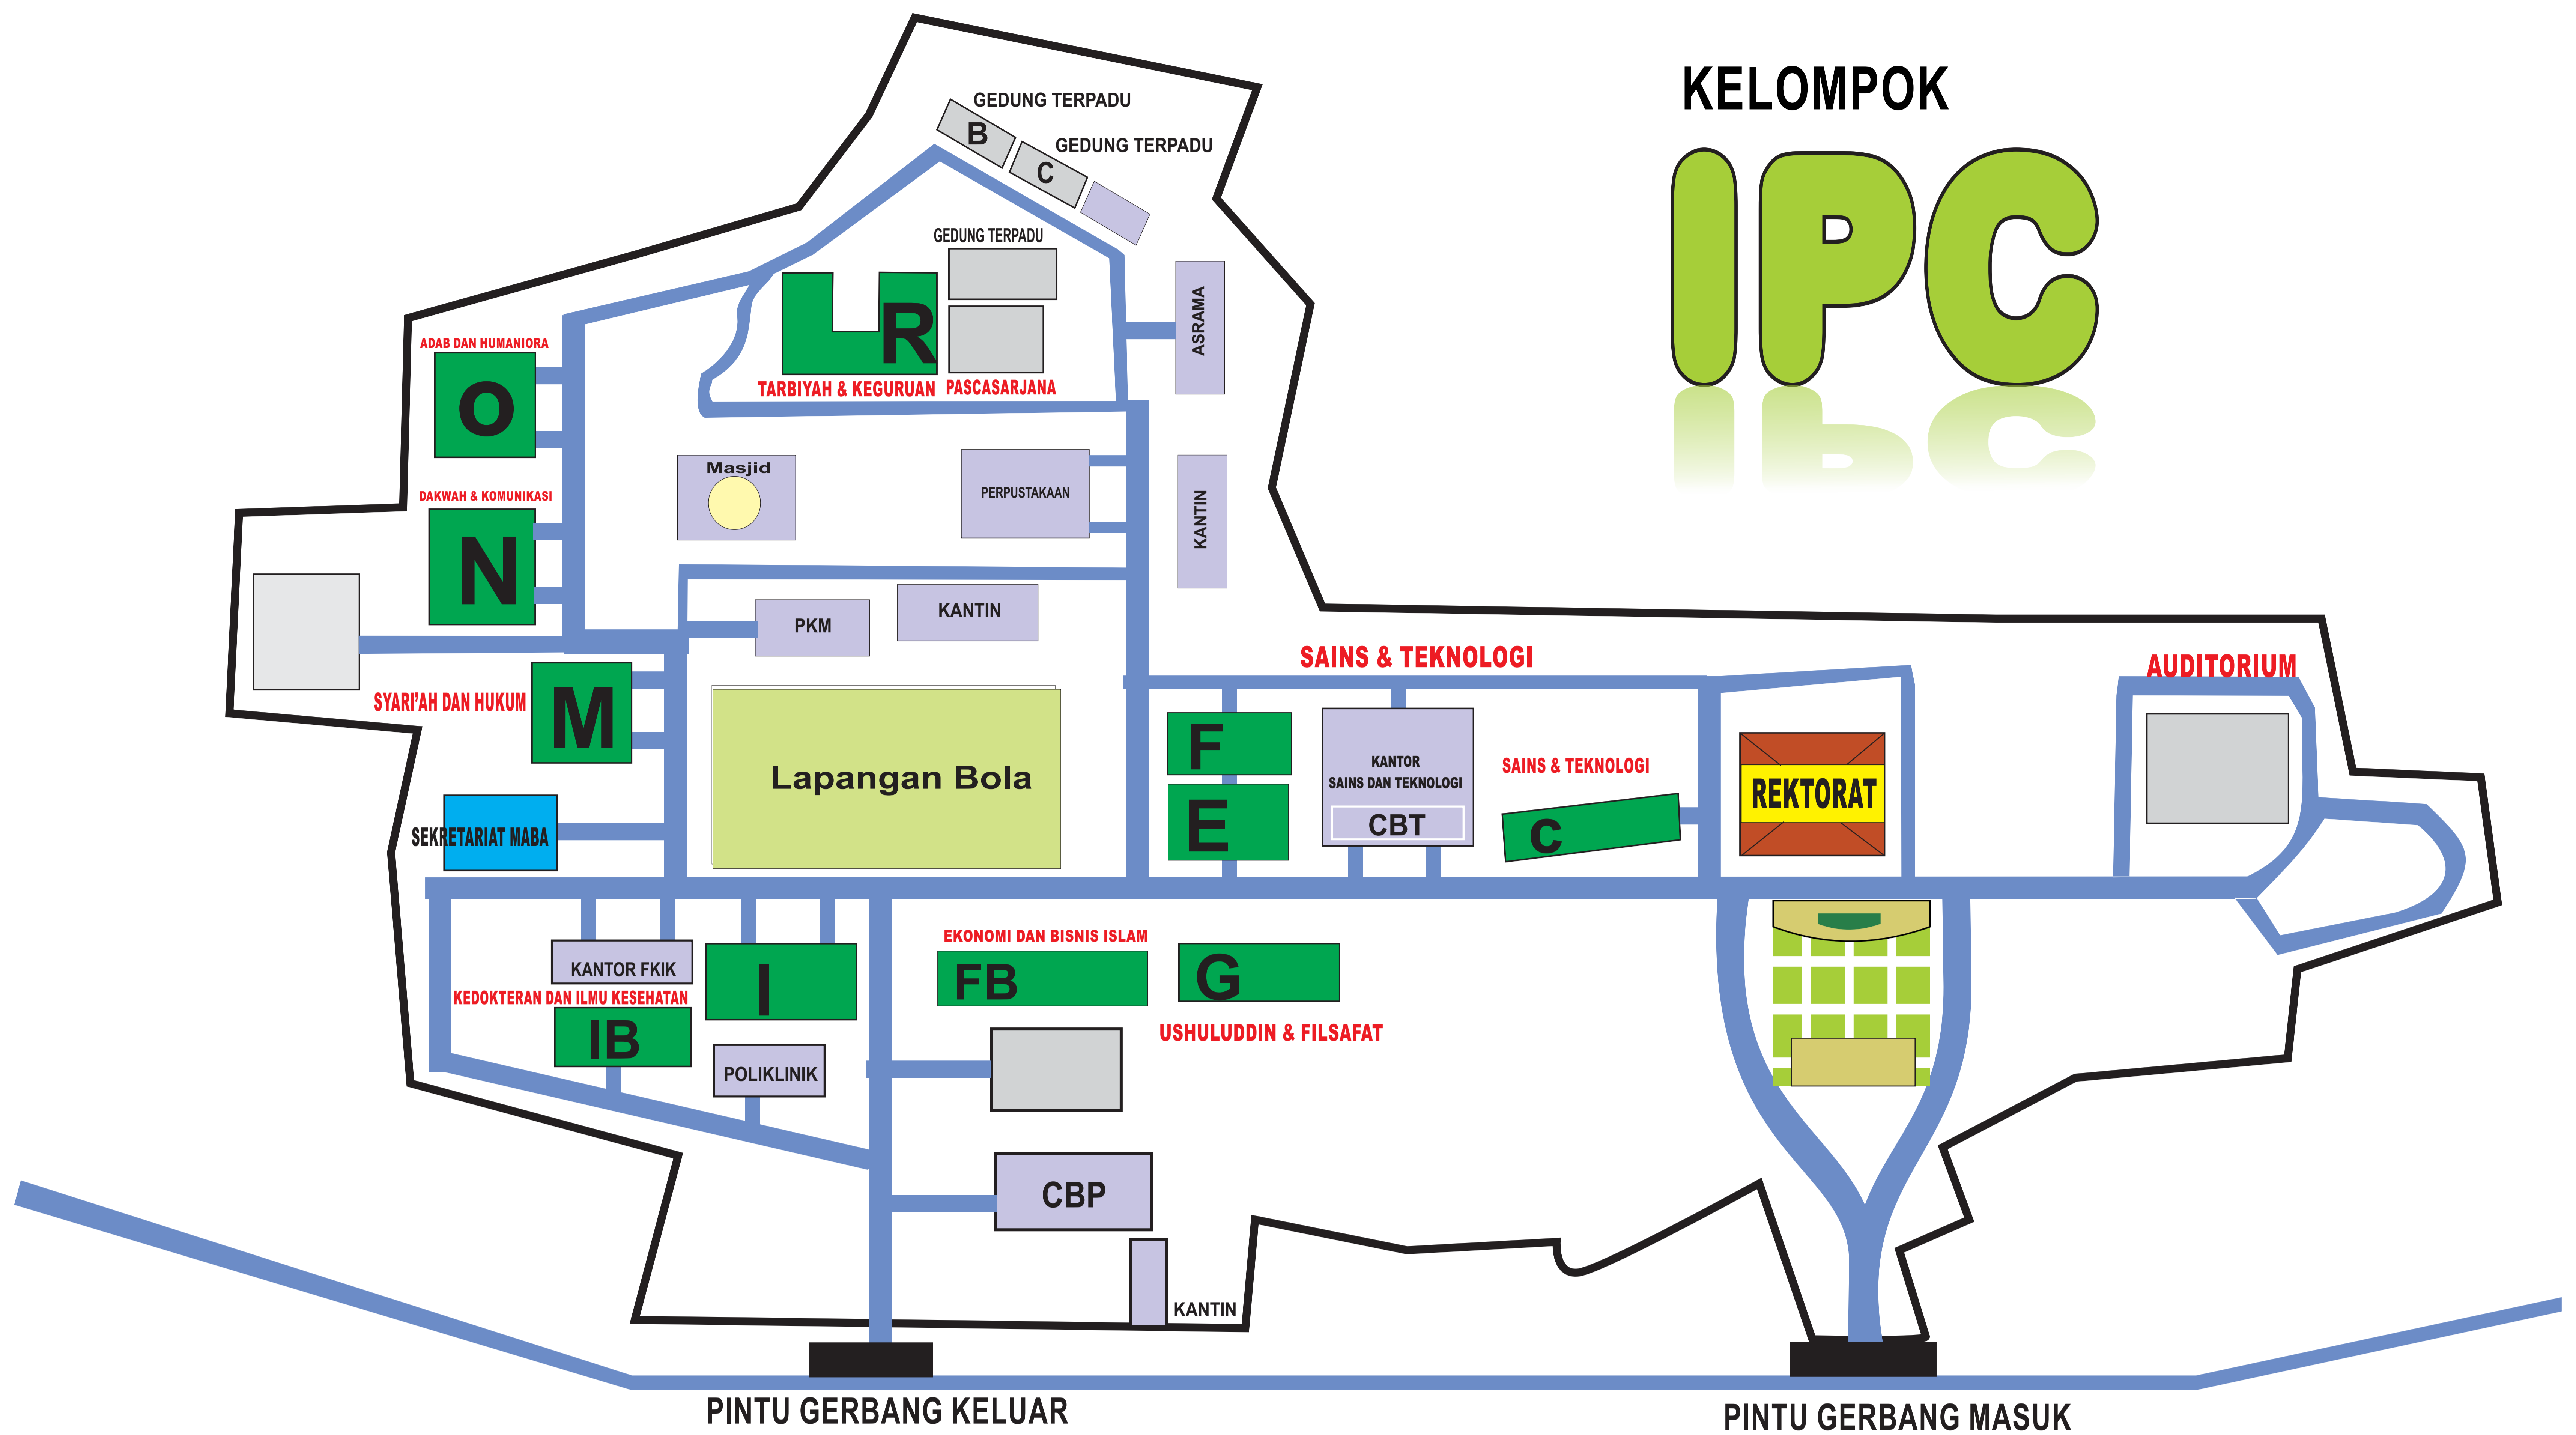 KELOMPOK
IPC
GEDUNG TERPADU
B
GEDUNG TERPADU
C
GEDUNG TERPADU
R
TARBIYAH & KEGURUAN
PASCASARJANA
ASRAMA
ADAB DAN HUMANIORA
O
DAKWAH & KOMUNIKASI
N
Masjid
PERPUSTAKAAN
KANTIN
PKM
KANTIN
SYARI'AH DAN HUKUM
M
SEKRETARIAT MABA
Lapangan Bola
SAINS & TEKNOLOGI
F
E
KANTOR
SAINS DAN TEKNOLOGI
CBT
SAINS & TEKNOLOGI
C
REKTORAT
AUDITORIUM
KANTOR FKIK
KEDOKTERAN DAN ILMU KESEHATAN
IB
I
POLIKLINIK
EKONOMI DAN BISNIS ISLAM
FB
G
USHULUDDIN & FILSAFAT
CBP
KANTIN
PINTU GERBANG KELUAR
PINTU GERBANG MASUK